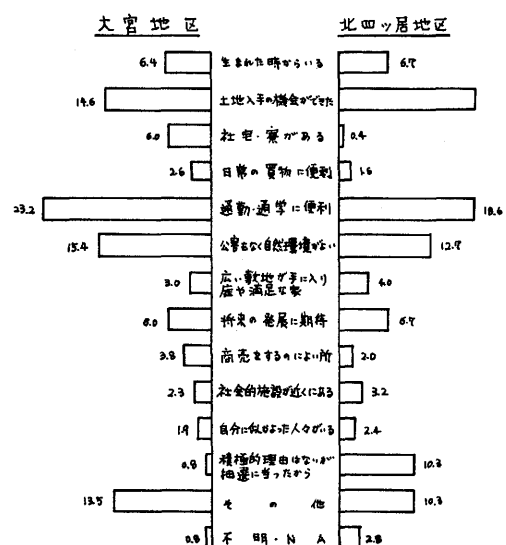 大宮地区 北四ツ居地区
6.4 生まれた時からいる 6.7
14.6 土地入手の機会ができた
6.0 社宅・寮がある 0.4
2.6 日常の買物に便利 1.6
23.2 通勤・通学に便利 18.6
15.4 公害もなく自然環境がよい 12.7
3.0 広い敷地が手に入り 4.0
庭や満足な家
6.0 将来の発展に期待 6.7
3.8 商売をするのによい所 2.0
2.3 社会的施設が近くにある 3.2
1.9 自分に似かよった人々がいる 2.4
0.8 積極的理由はないが 10.3
抽選に当ったから
13.5 その他 10.3
0.8 不明・NA 2.8